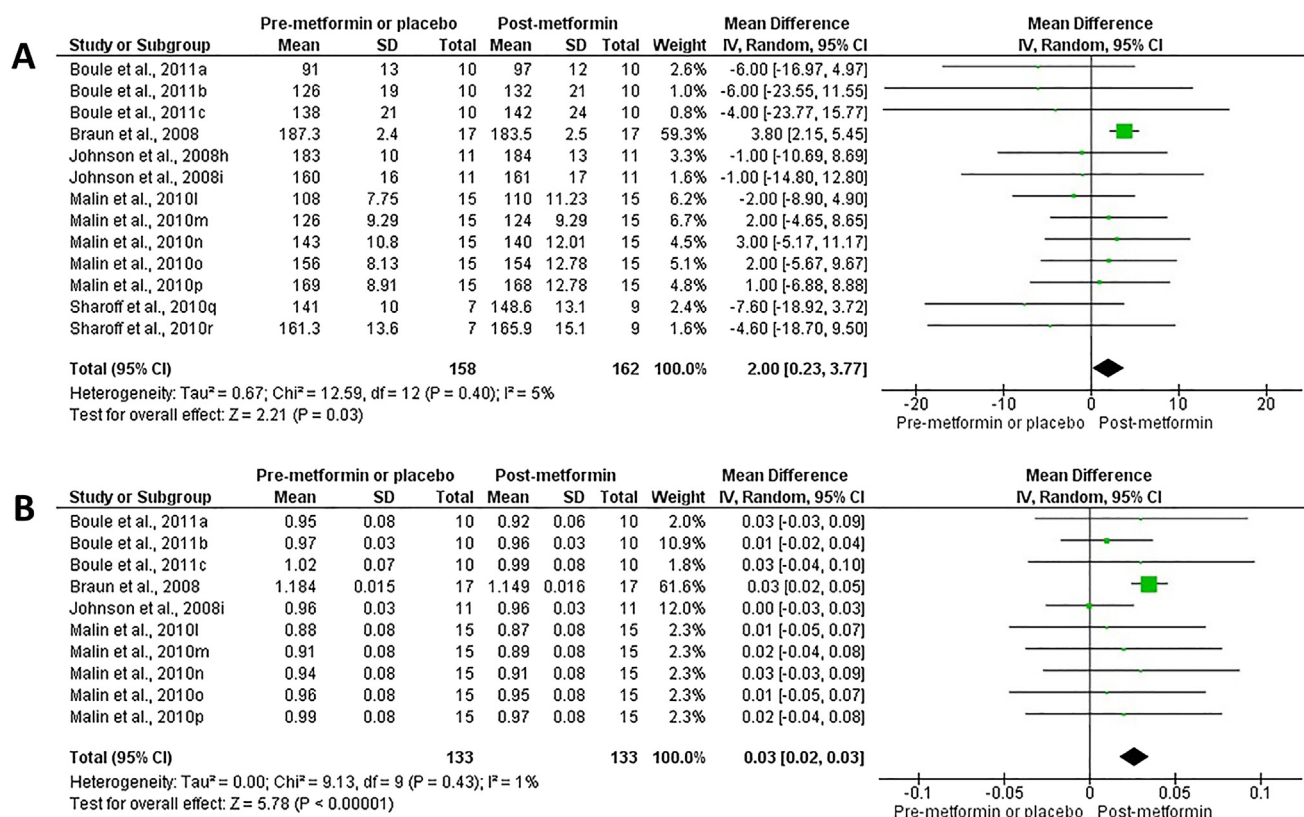 A
Pre-metformin or placebo Post-metformin Mean Difference Mean Difference
Study or Subgroup Mean SD Total Mean SD Total Weight IV, Random, 95% CI IV, Random, 95% CI
Boule et al., 2011a 91 13 10 97 12 10 2.6% -6.00 [-16.97, 4.97]
Boule et al., 2011b 126 19 10 132 21 10 1.0% -6.00 [-23.55, 11.55]
Boule et al., 2011c 138 21 10 142 24 10 0.8% -4.00 [-23.77, 15.77]
Braun et al., 2008 187.3 2.4 17 183.5 2.5 17 59.3% 3.80 [2.15, 5.45]
Johnson et al., 2008h 183 10 11 184 13 11 3.3% -1.00 [-10.69, 8.69]
Johnson et al., 2008i 160 16 11 161 17 11 1.6% -1.00 [-14.80, 12.80]
Malin et al., 2010l 108 7.75 15 110 11.23 15 6.2% -2.00 [-8.90, 4.90]
Malin et al., 2010m 126 9.29 15 124 9.29 15 6.7% 2.00 [-4.65, 8.65]
Malin et al., 2010n 143 10.8 15 140 12.01 15 4.5% 3.00 [-5.17, 11.17]
Malin et al., 2010o 156 8.13 15 154 12.78 15 5.1% 2.00 [-5.67, 9.67]
Malin et al., 2010p 169 8.91 15 168 12.78 15 4.8% 1.00 [-6.88, 8.88]
Sharoff et al., 2010q 141 10 7 148.6 13.1 9 2.4% -7.60 [-18.92, 3.72]
Sharoff et al., 2010r 161.3 13.6 7 165.9 15.1 9 1.6% -4.60 [-18.70, 9.50]
Total (95% CI) 158 162 100.0% 2.00 [0.23, 3.77]
Heterogeneity: Tau² = 0.67; Chi² = 12.59, df = 12 (P = 0.40); I² = 5%
Test for overall effect: Z = 2.21 (P = 0.03)
-20 -10 0 10 20
Pre-metformin or placebo Post-metformin
B
Pre-metformin or placebo Post-metformin Mean Difference Mean Difference
Study or Subgroup Mean SD Total Mean SD Total Weight IV, Random, 95% CI IV, Random, 95% CI
Boule et al., 2011a 0.95 0.08 10 0.92 0.06 10 2.0% 0.03 [-0.03, 0.09]
Boule et al., 2011b 0.97 0.03 10 0.96 0.03 10 10.9% 0.01 [-0.02, 0.04]
Boule et al., 2011c 1.02 0.07 10 0.99 0.08 10 1.8% 0.03 [-0.04, 0.10]
Braun et al., 2008 1.184 0.015 17 1.149 0.016 17 61.6% 0.03 [0.02, 0.05]
Johnson et al., 2008i 0.96 0.03 11 0.96 0.03 11 12.0% 0.00 [-0.03, 0.03]
Malin et al., 2010l 0.88 0.08 15 0.87 0.08 15 2.3% 0.01 [-0.05, 0.07]
Malin et al., 2010m 0.91 0.08 15 0.89 0.08 15 2.3% 0.02 [-0.04, 0.08]
Malin et al., 2010n 0.94 0.08 15 0.91 0.08 15 2.3% 0.03 [-0.03, 0.09]
Malin et al., 2010o 0.96 0.08 15 0.95 0.08 15 2.3% 0.01 [-0.05, 0.07]
Malin et al., 2010p 0.99 0.08 15 0.97 0.08 15 2.3% 0.02 [-0.04, 0.08]
Total (95% CI) 133 133 100.0% 0.03 [0.02, 0.03]
Heterogeneity: Tau² = 0.00; Chi² = 9.13, df = 9 (P = 0.43); I² = 1%
Test for overall effect: Z = 5.78 (P < 0.00001)
-0.1 -0.05 0 0.05 0.1
Pre-metformin or placebo Post-metformin